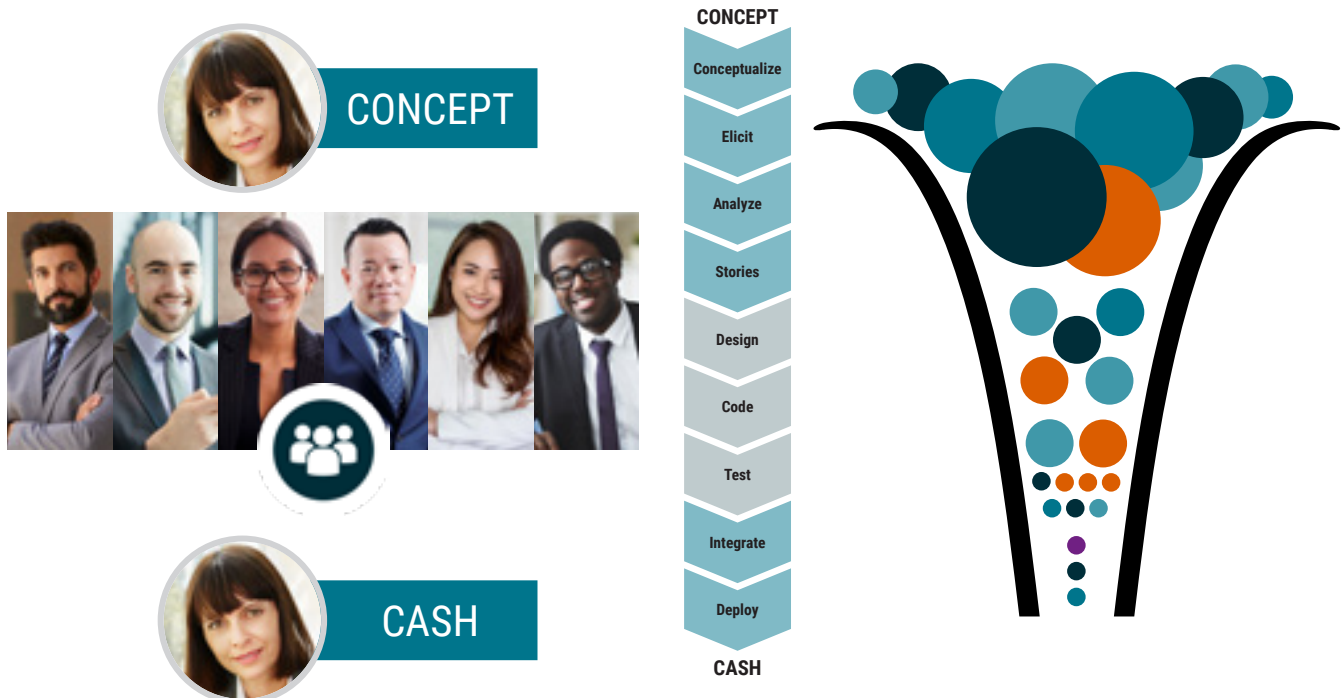 CONCEPT
CASH
CONCEPT
Conceptualize
Elicit
Analyze
Stories
Design
Code
Test
Integrate
Deploy
CASH